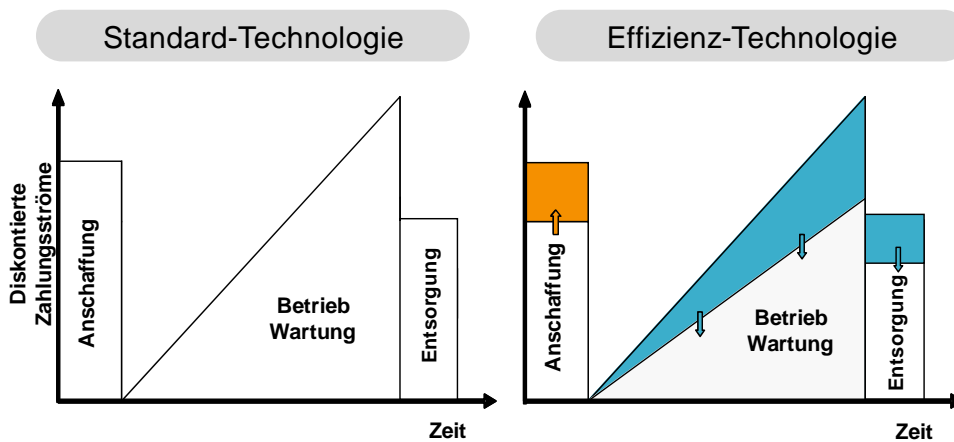 Standard-Technologie
Diskontierte
Zahlungsströme
Anschaffung
Betrieb
Wartung
Entsorgung
Zeit
Effizienz-Technologie
Anschaffung
Betrieb
Wartung
Entsorgung
Zeit